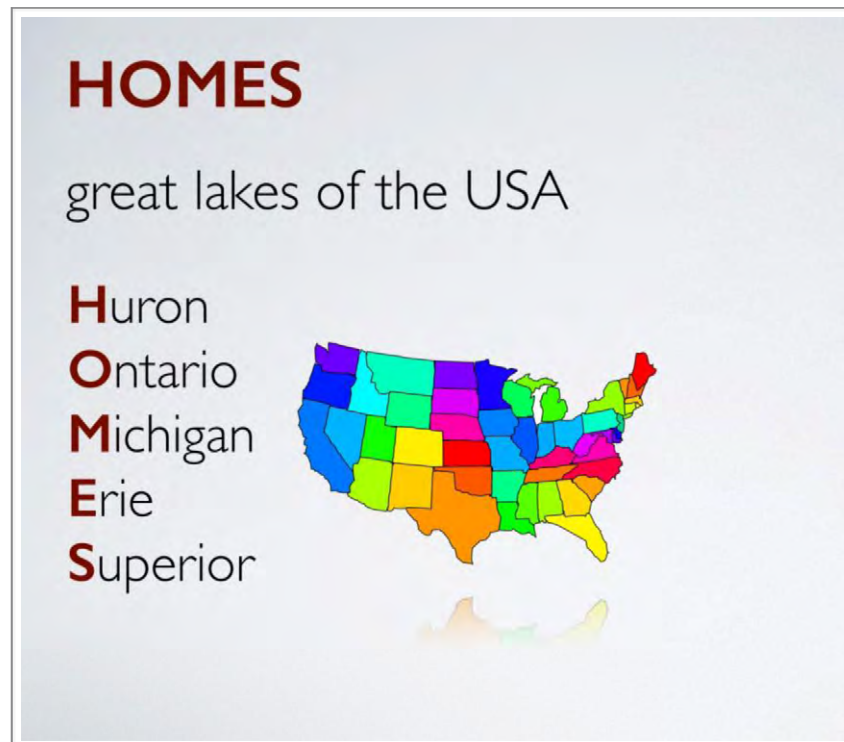 HOMES
great lakes of the USA
Huron
Ontario
Michigan
Erie
Superior